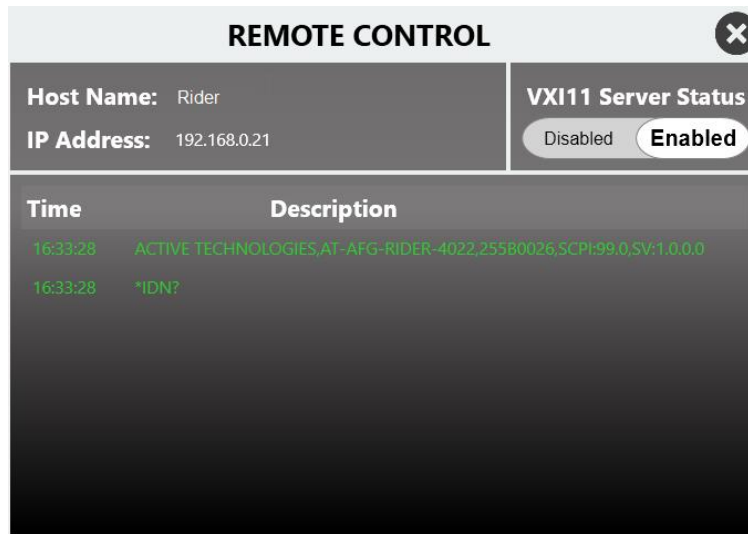 REMOTE CONTROL
Host Name: Rider
IP Address: 192.168.0.21
VXI11 Server Status
Disabled Enabled
Time Description
16:33:28 ACTIVE TECHNOLOGIES,AT-AFG-RIDER-4022,255B0026,SCPI:99.0,SV:1.0.0.0
16:33:28 *IDN?